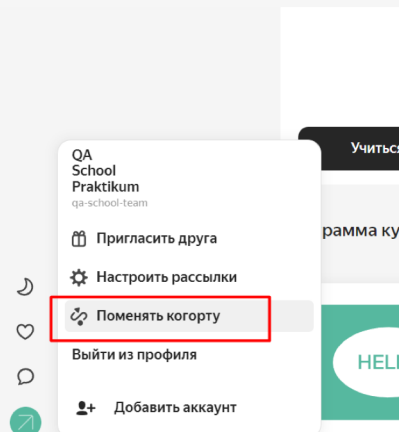 Учиться
QA
School
Praktikum
qa-school-team
Пригласить друга
рамма ку
Настроить рассылки
Поменять когорту
Выйти из профиля
HELL
Добавить аккаунт